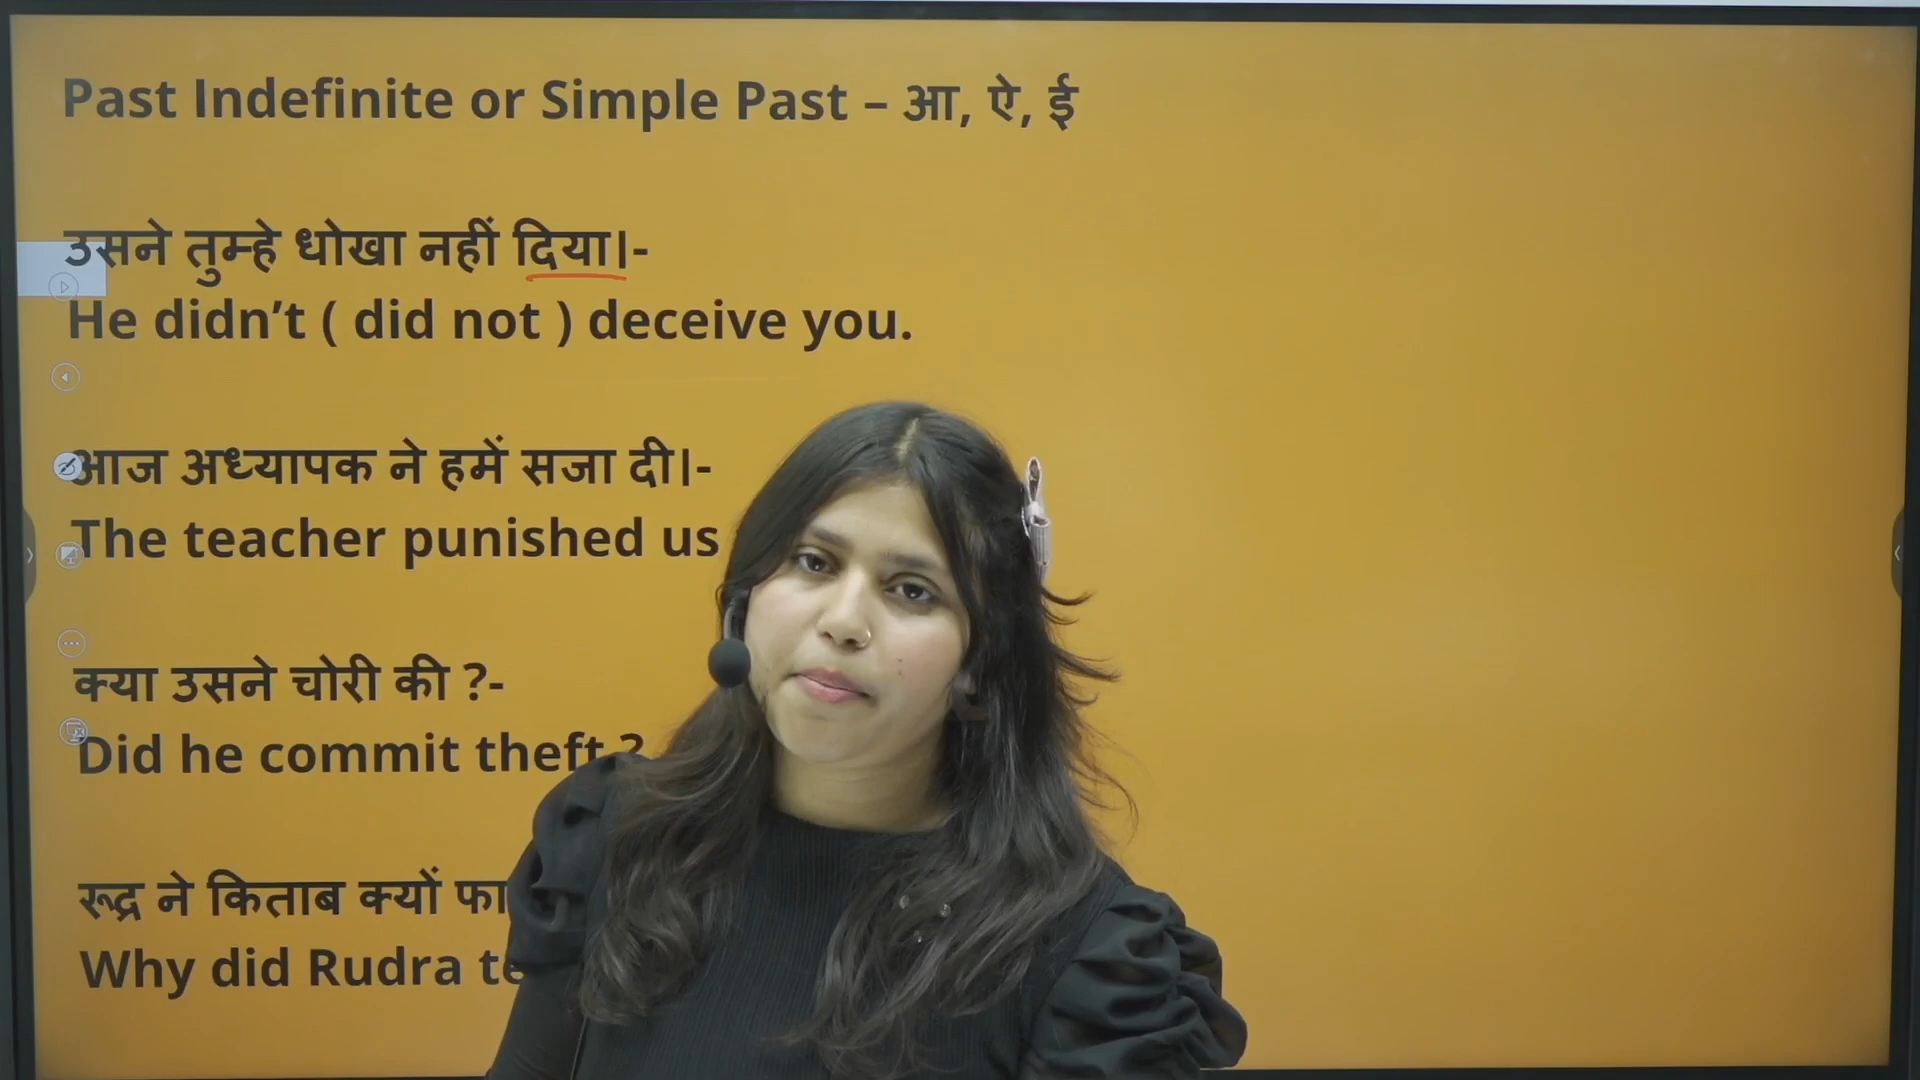 Past Indefinite or Simple Past – आ, ऐ, ई
उसने तुम्हे धोखा नहीं दिया।-
He didn’t ( did not ) deceive you.
आज अध्यापक ने हमें सजा दी।-
The teacher punished us
क्या उसने चोरी की ?-
Did he commit theft ?
रूद्र ने किताब क्यों
Why did Rudra